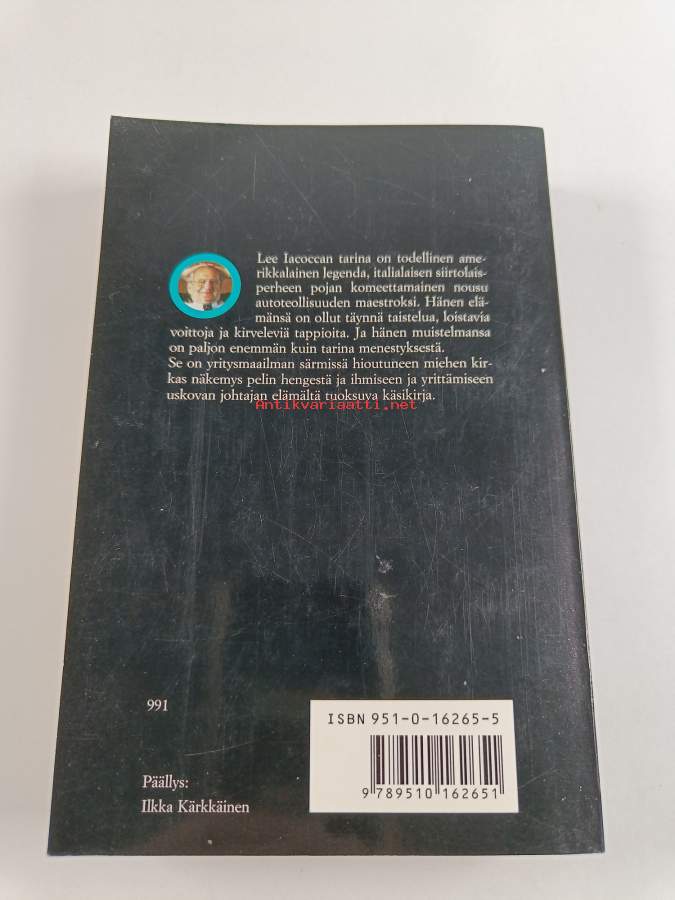 Lee Iacoccan tarina on todellinen ame-
rikkalainen legenda, italialaisen siirtolais-
perheen pojan komeettamainen nousu
autoteollisuuden maestroksi. Hänen elä-
mänsä on ollut täynnä taistelua, loistavia
voittoja ja kirveleviä tappioita. Ja hänen muistelmansa
on paljon enemmän kuin tarina menestyksestä.
Se on yritysmaailman särmissä hioutuneen miehen kir-
kas näkemys pelin hengestä ja ihmiseen ja yrittämiseen
uskovan johtajan elämältä tuoksuva käsikirja.
Antikvariaatti.net
991
ISBN 951-0-16265-5
9 789510 162651
Päällys:
Ilkka Kärkkäinen